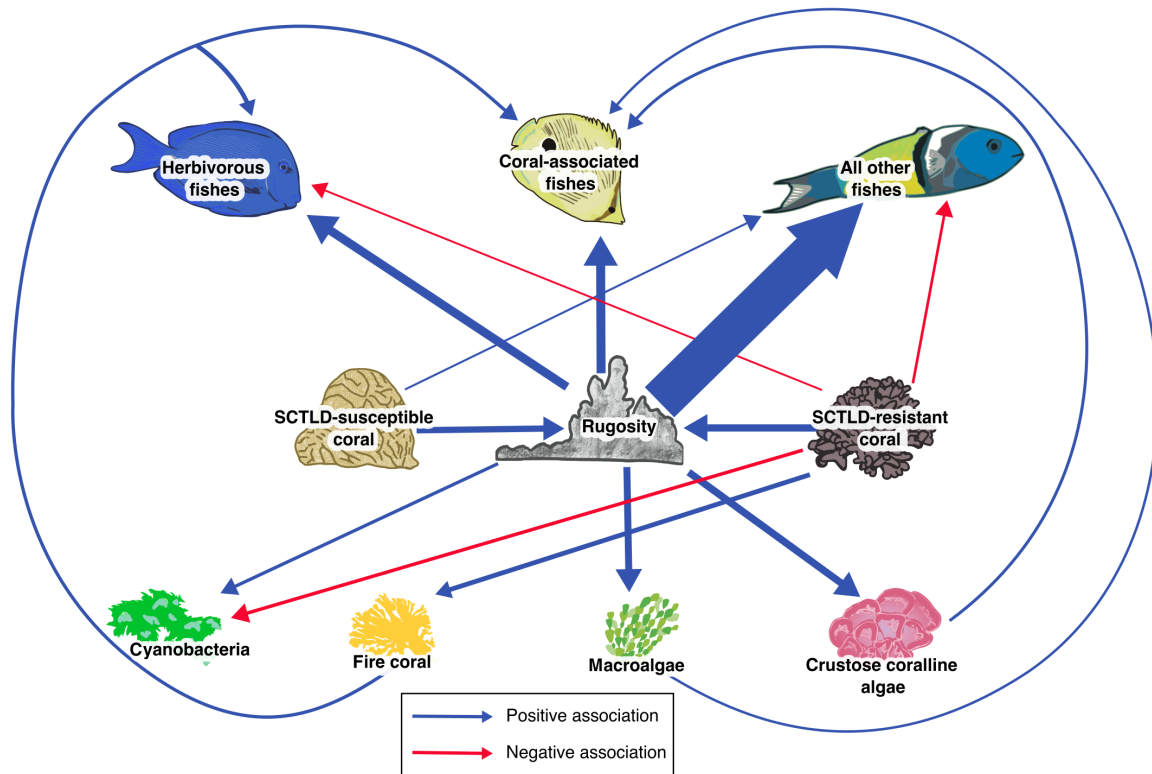 Herbivorous
fishes
Coral-associated
fishes
All other
fishes
SCTLD-susceptible
coral
Rugosity
SCTLD-resistant
coral
Cyanobacteria
Fire coral
Macroalgae
Crustose coralline
algae
Positive association
Negative association